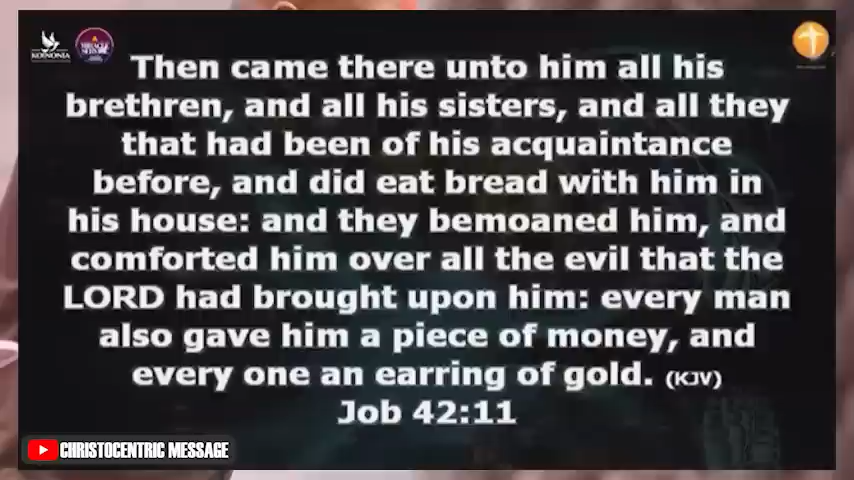 KOINONIA
A
MIRACLE
SERVICE
Then came there unto him all his
brethren, and all his sisters, and all they
that had been of his acquaintance
before, and did eat bread with him in
his house: and they bemoaned him, and
comforted him over all the evil that the
LORD had brought upon him: every man
also gave him a piece of money, and
every one an earring of gold. (KJV)
Job 42:11
CHRISTOCENTRIC MESSAGE